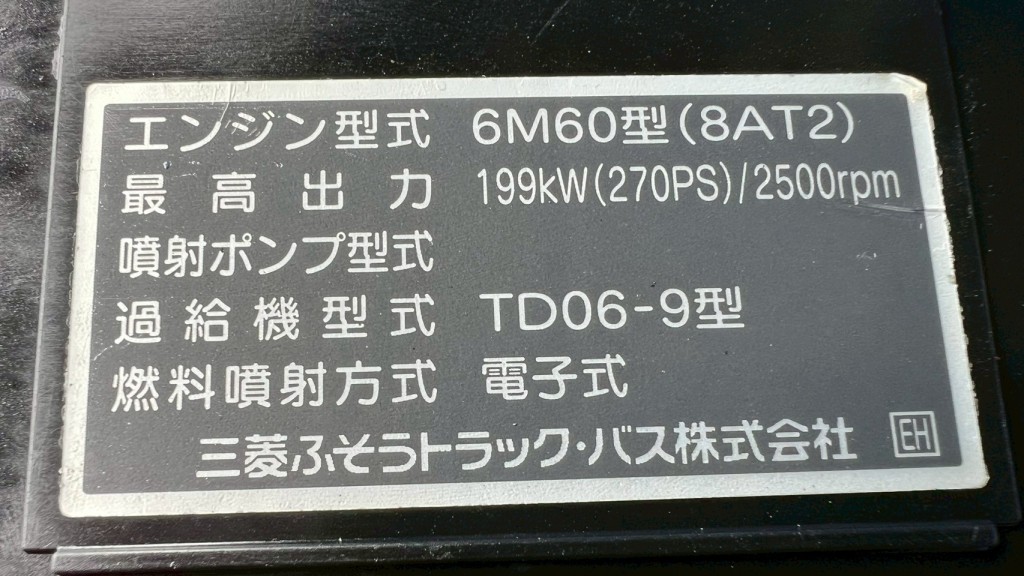 エンジン型式 6M60型(8AT2)
最高出力 199kW(270PS)/2500rpm
噴射ポンプ型式
過給機型式 TD06-9型
燃料噴射方式 電子式
三菱ふそうトラック・バス株式会社 EH